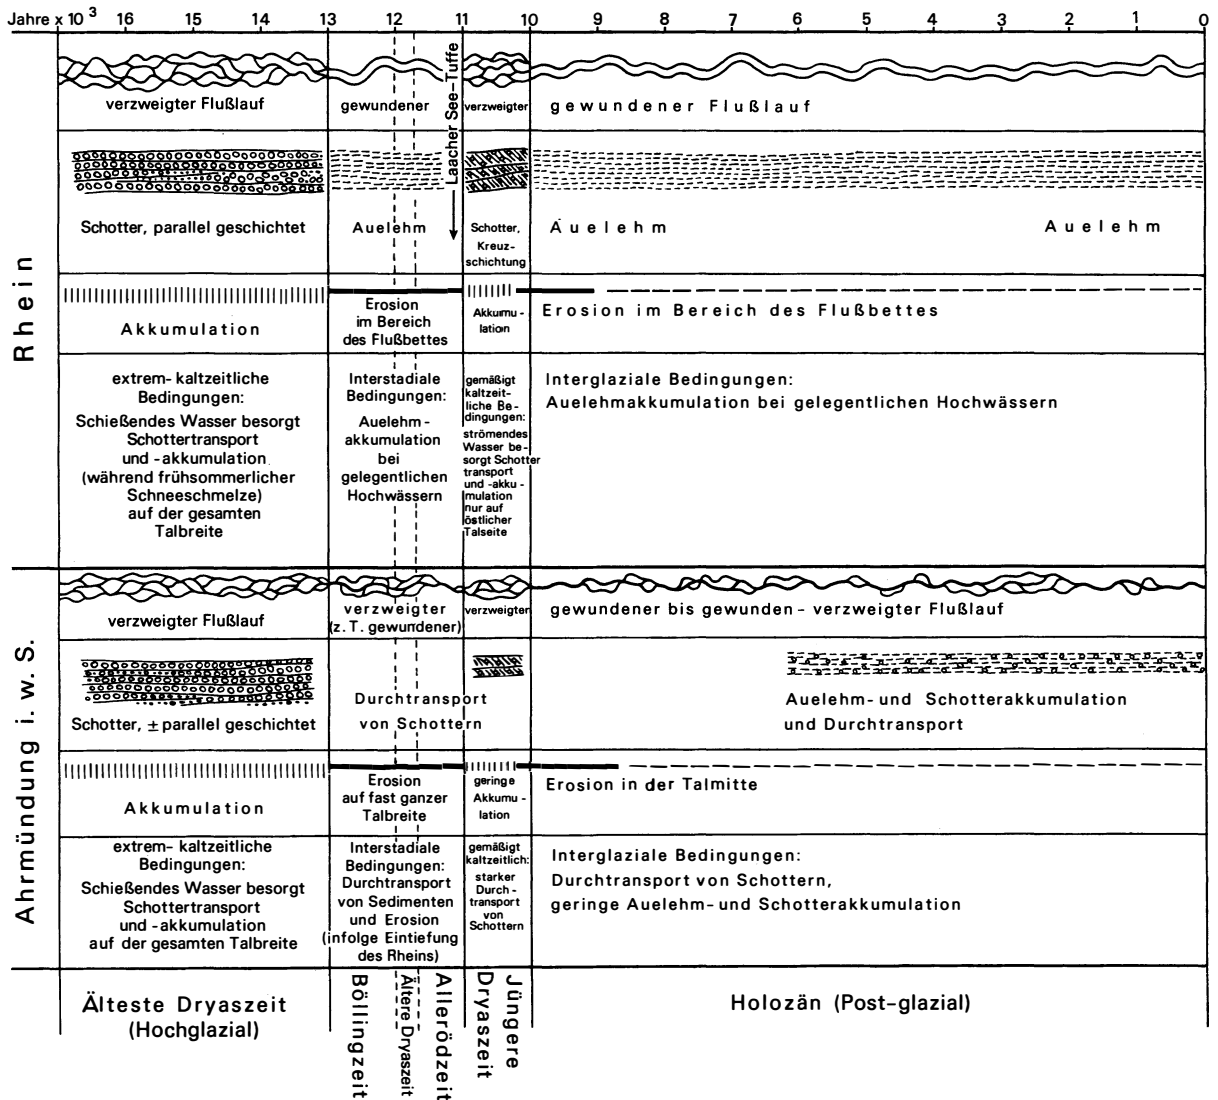 Jahre x 10³ 16 15 14 13 12 11 10 9 8 7 6 5 4 3 2 1 0
Rhein
verzweigter Flußlauf
gewundener
Laacher See-Tuffe
verzweigter
gewundener Flußlauf
Schotter, parallel geschichtet
Auelehm
Schotter,
Kreuz-
schichtung
Auelehm
Auelehm
Akkumulation
Erosion
im Bereich
des Flußbettes
Akkumu-
lation
Erosion im Bereich des Flußbettes
extrem-kaltzeitliche
Bedingungen:
Schießendes Wasser besorgt
Schottertransport
und -akkumulation
(während frühsommerlicher
Schneeschmelze)
auf der gesamten
Talbreite
Interstadiale
Bedingungen:
Auelehm-
akkumulation
bei
gelegentlichen
Hochwässern
gemäßigt
kaltzeit-
liche Be-
dingungen:
strömendes
Wasser be-
sorgt Schotter
transport
und -akku-
mulation
nur auf
östlicher
Talseite
Interglaziale Bedingungen:
Auelehmakkumulation bei gelegentlichen Hochwässern
Ahrmündung i. w. S.
verzweigter Flußlauf
verzweigter
(z. T. gewundener)
verzweigter
gewundener bis gewunden-verzweigter Flußlauf
Schotter, ± parallel geschichtet
Durchtransport
von Schottern
Auelehm- und Schotterakkumulation
und Durchtransport
Akkumulation
Erosion
auf fast ganzer
Talbreite
geringe
Akkumu-
lation
Erosion in der Talmitte
extrem-kaltzeitliche
Bedingungen:
Schießendes Wasser besorgt
Schottertransport
und -akkumulation
auf der gesamten Talbreite
Interstadiale
Bedingungen:
Durchtransport
von Sedimenten
und Erosion
(infolge Eintiefung
des Rheins)
gemäßigt
kaltzeitlich:
starker
Durch-
transport
von
Schottern
Interglaziale Bedingungen:
Durchtransport von Schottern,
geringe Auelehm- und Schotterakkumulation
Älteste Dryaszeit
(Hochglazial)
Böllingzeit
Ältere Dryaszeit
Allerödzeit
Jüngere
Dryaszeit
Holozän (Post-glazial)